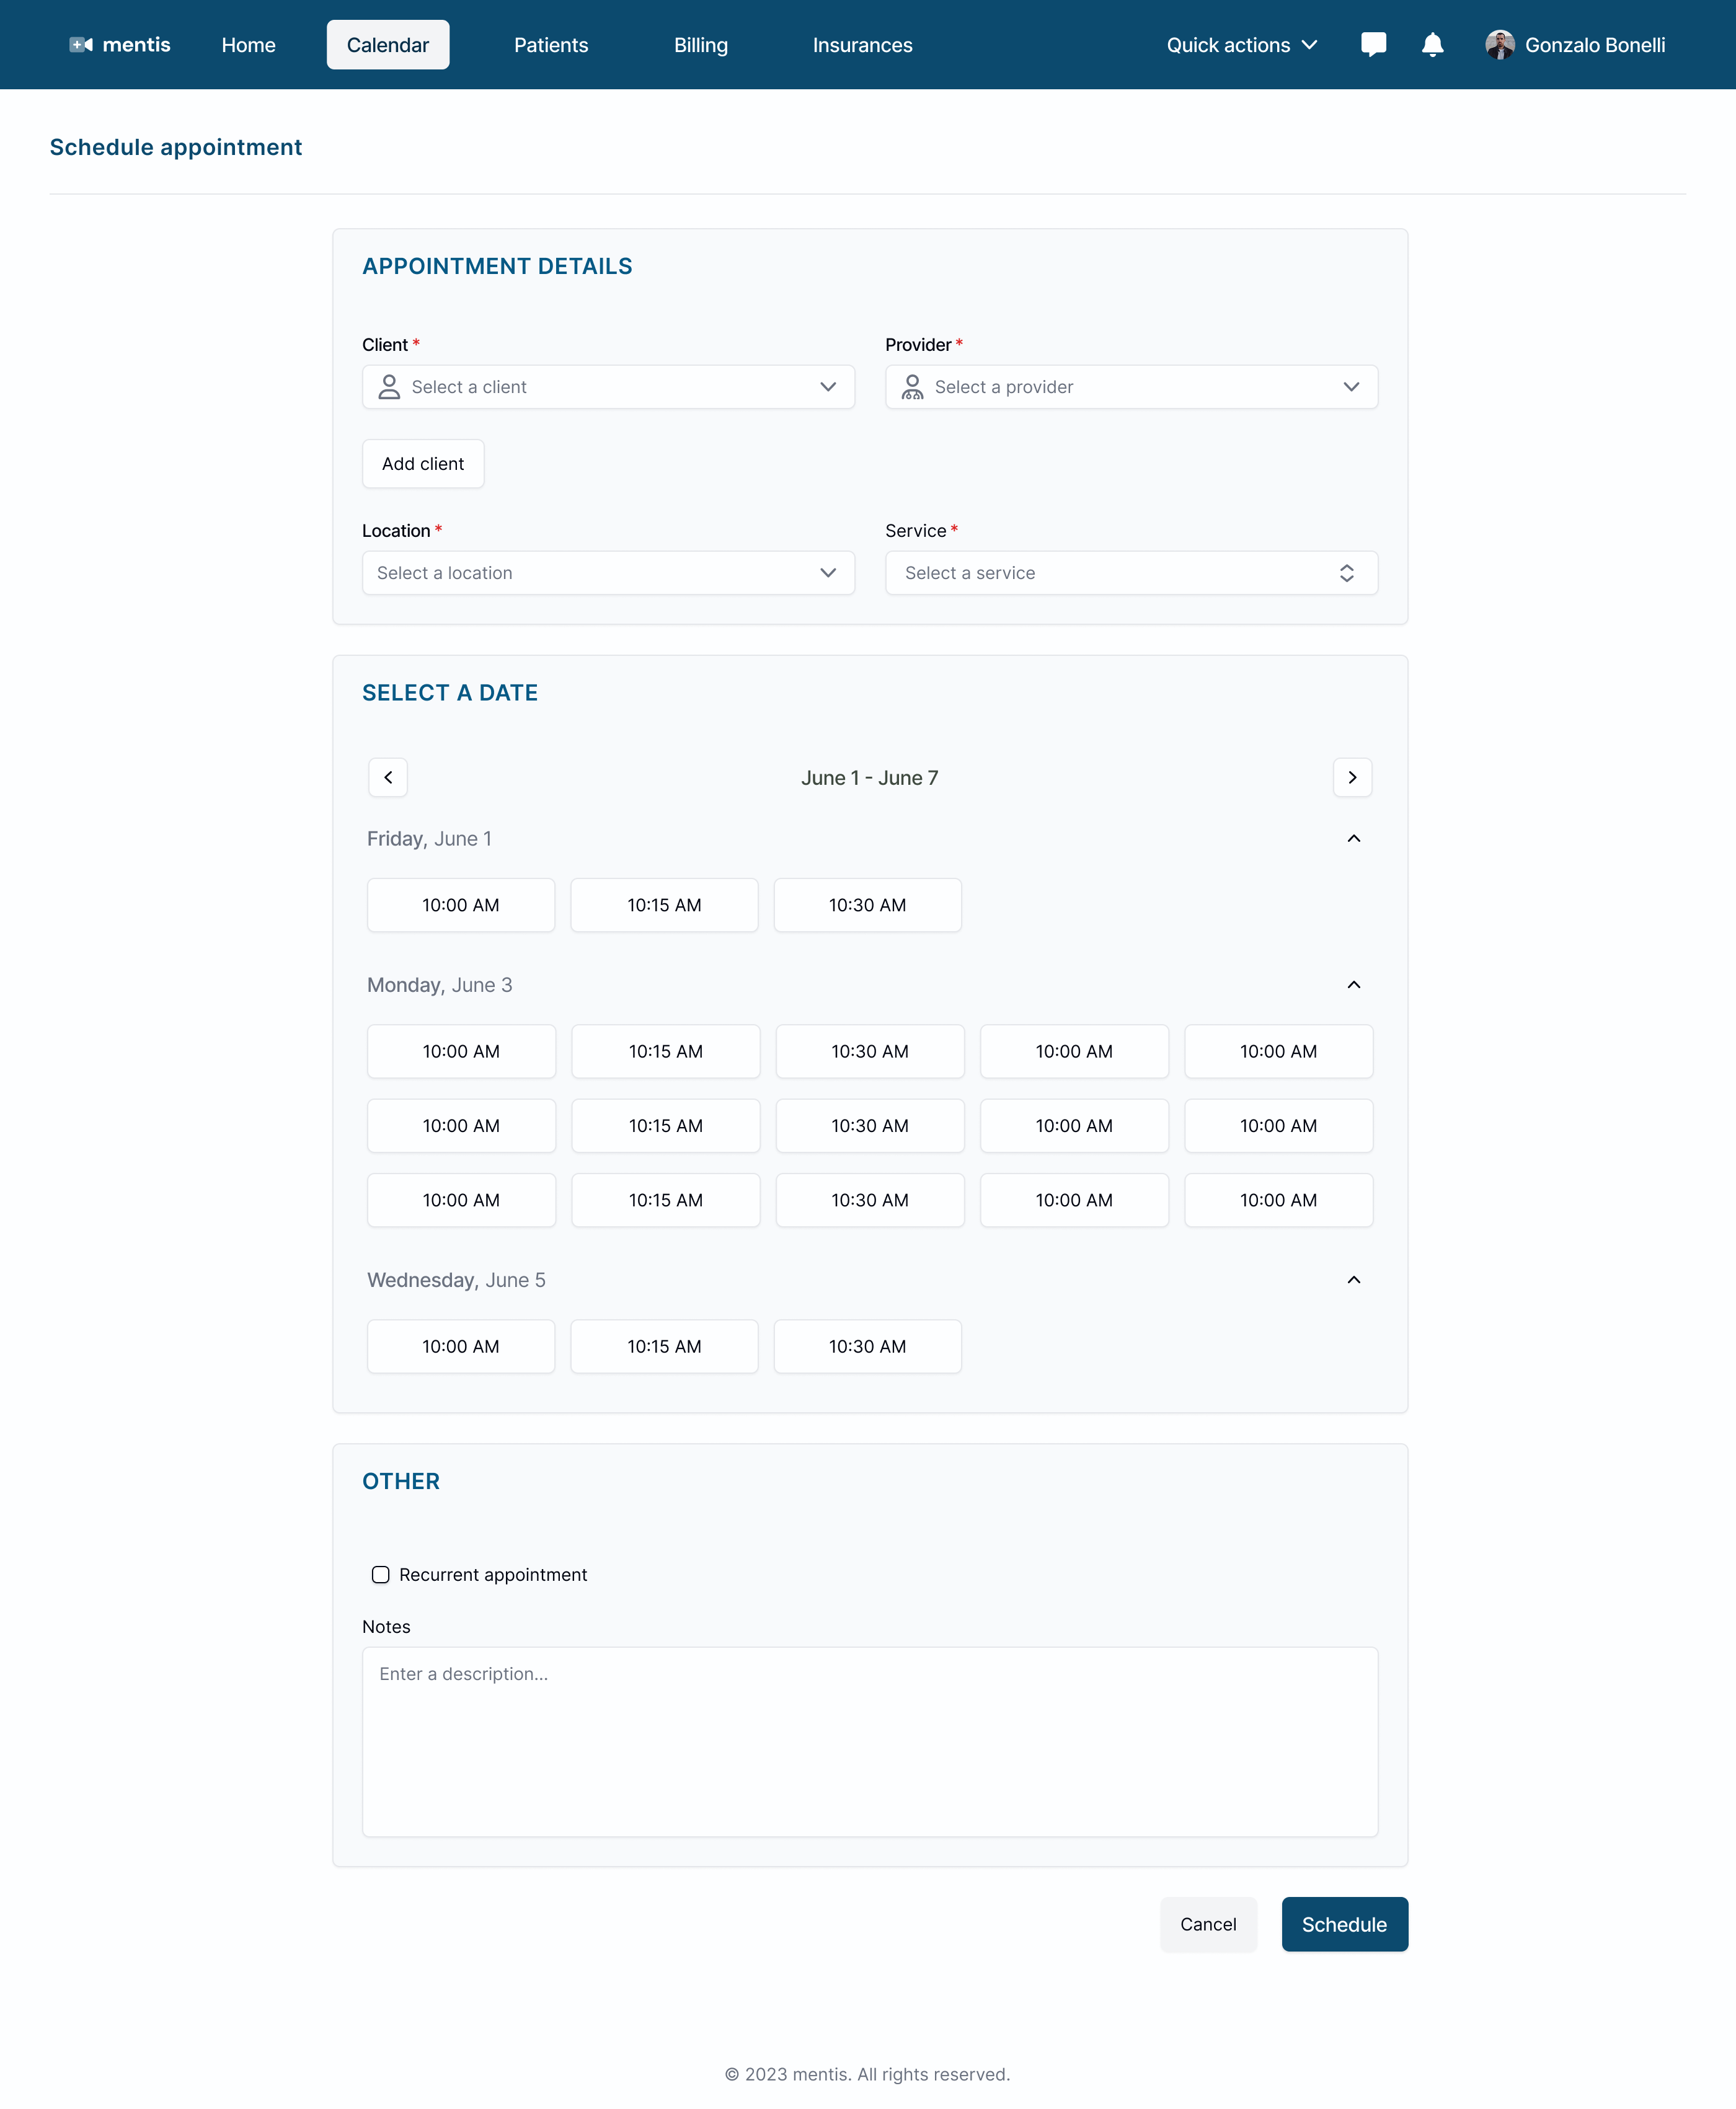 mentis Home Calendar Patients Billing Insurances Quick actions Gonzalo Bonelli
Schedule appointment
APPOINTMENT DETAILS
Client * Provider *
Select a client Select a provider
Add client
Location * Service *
Select a location Select a service
SELECT A DATE
June 1 - June 7
Friday, June 1
10:00 AM 10:15 AM 10:30 AM
Monday, June 3
10:00 AM 10:15 AM 10:30 AM 10:00 AM 10:00 AM
10:00 AM 10:15 AM 10:30 AM 10:00 AM 10:00 AM
10:00 AM 10:15 AM 10:30 AM 10:00 AM 10:00 AM
Wednesday, June 5
10:00 AM 10:15 AM 10:30 AM
OTHER
Recurrent appointment
Notes
Enter a description...
Cancel Schedule
© 2023 mentis. All rights reserved.